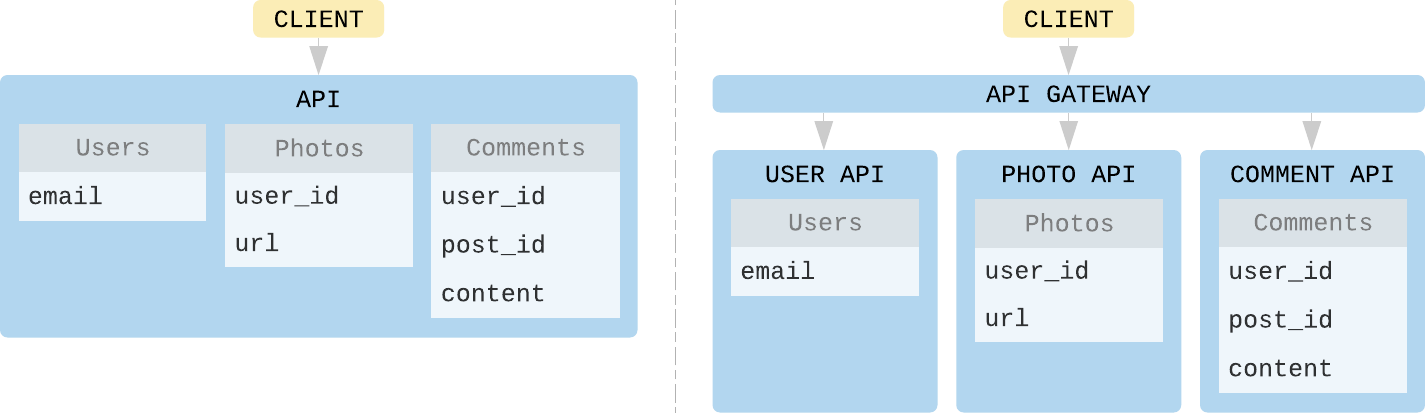 CLIENT
API
Users
email
Photos
user_id
url
Comments
user_id
post_id
content
CLIENT
API GATEWAY
USER API
Users
email
PHOTO API
Photos
user_id
url
COMMENT API
Comments
user_id
post_id
content